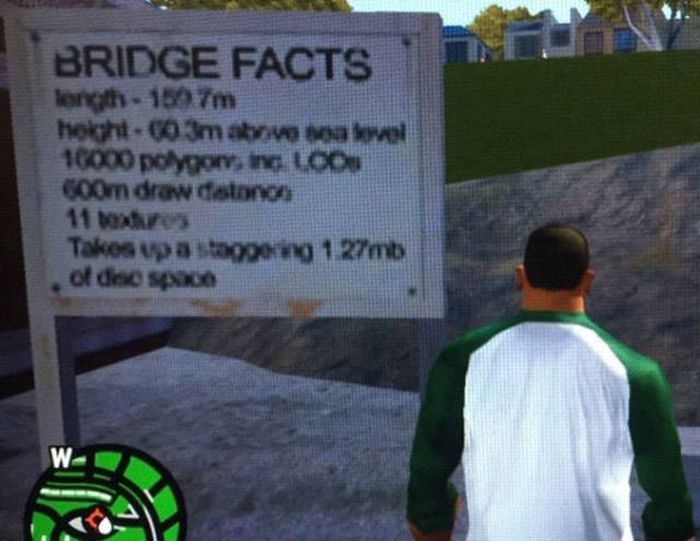 BRIDGE FACTS
length - 159.7m
height - 60.3m above sea level
16000 polygons inc. LODs
600m draw distance
11 textures
Takes up a staggering 1.27mb
of disc space
W